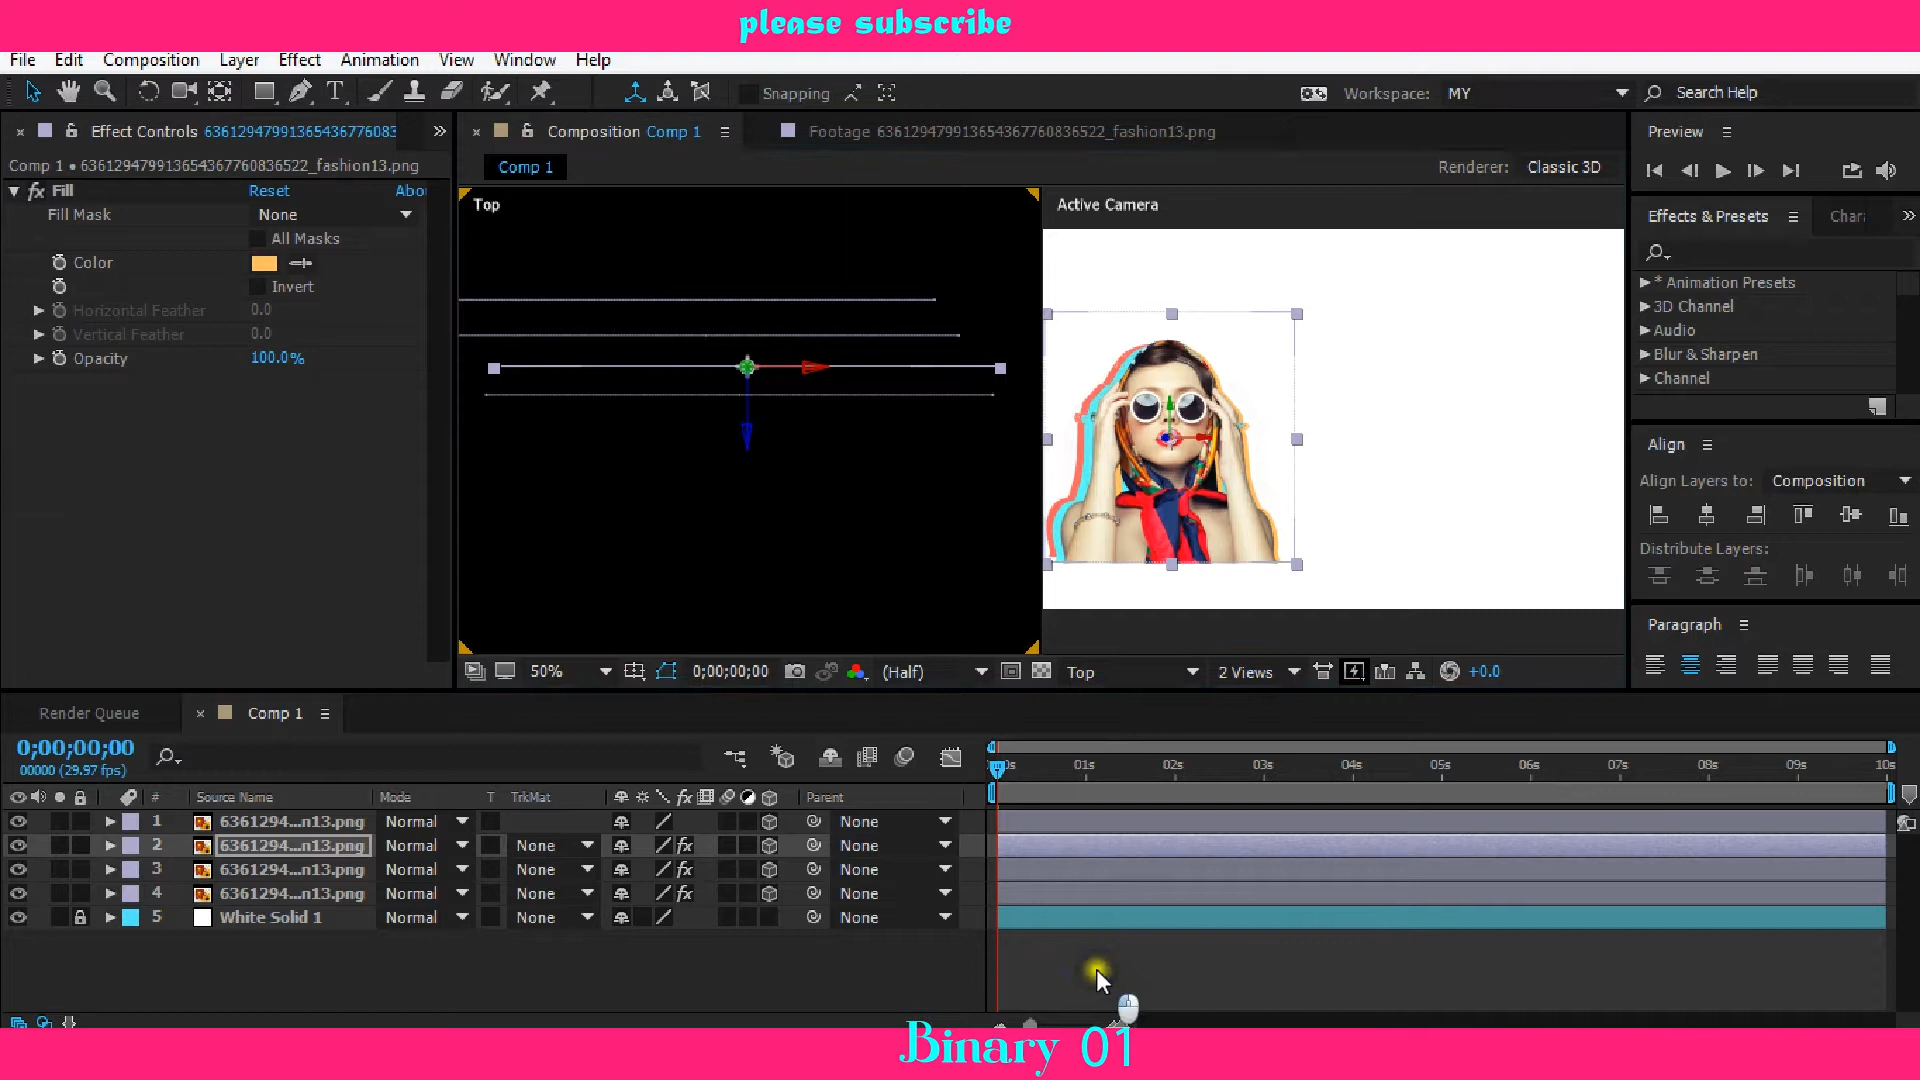 please subscribe
File Edit Composition Layer Effect Animation View Window Help
Snapping Workspace: MY Search Help
Effect Controls 63612947991365436776083
Composition Comp 1
Footage 636129479913654367760836522_fashion13.png
Preview
Comp 1 • 636129479913654367760836522_fashion13.png
Comp 1
Renderer: Classic 3D
fx Fill Reset Abou
Fill Mask None
All Masks
Color
Invert
Horizontal Feather 0.0
Vertical Feather 0.0
Opacity 100.0%
Top
Active Camera
Effects & Presets
* Animation Presets
3D Channel
Audio
Blur & Sharpen
Channel
Align
Align Layers to: Composition
Distribute Layers:
Paragraph
50% 0;00;00;00 (Half) Top 2 Views +0.0
Render Queue Comp 1
0;00;00;00
00000 (29.97 fps)
01s 02s 03s 04s 05s 06s 07s 08s 09s 10s
# Source Name Mode T TrkMat fx Parent
1 6361294...n13.png Normal None
2 6361294...n13.png Normal None fx None
3 6361294...n13.png Normal None fx None
4 6361294...n13.png Normal None fx None
5 White Solid 1 Normal None None
Binary 01